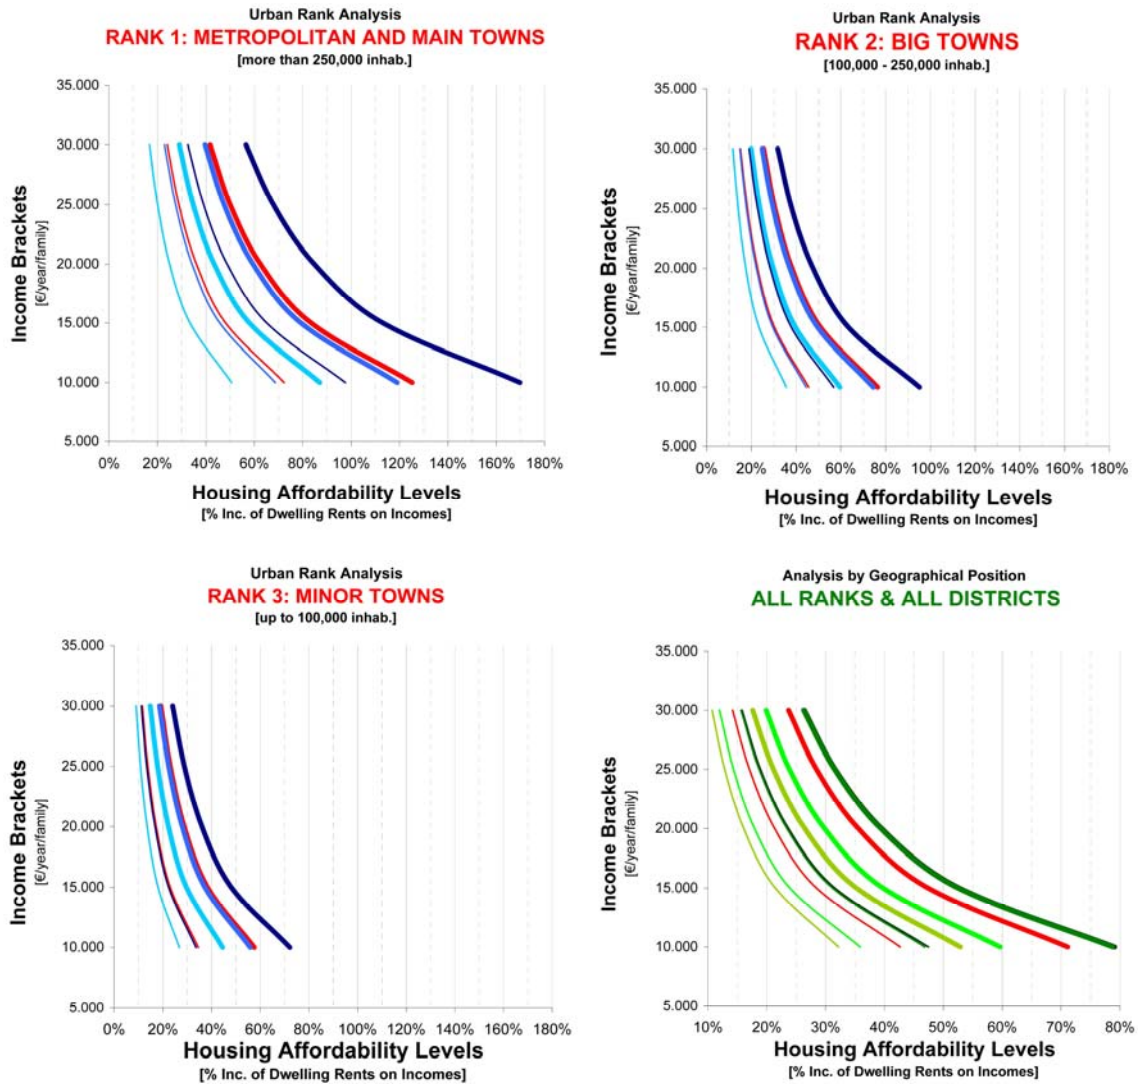 Urban Rank Analysis
RANK 1: METROPOLITAN AND MAIN TOWNS
[more than 250,000 inhab.]
35.000
30.000
25.000
20.000
15.000
10.000
5.000
Income Brackets
[€/year/family]
0% 20% 40% 60% 80% 100% 120% 140% 160% 180%
Housing Affordability Levels
[% Inc. of Dwelling Rents on Incomes]
Urban Rank Analysis
RANK 2: BIG TOWNS
[100,000 - 250,000 inhab.]
35.000
30.000
25.000
20.000
15.000
10.000
5.000
Income Brackets
[€/year/family]
0% 20% 40% 60% 80% 100% 120% 140% 160% 180%
Housing Affordability Levels
[% Inc. of Dwelling Rents on Incomes]
Urban Rank Analysis
RANK 3: MINOR TOWNS
[up to 100,000 inhab.]
35.000
30.000
25.000
20.000
15.000
10.000
5.000
Income Brackets
[€/year/family]
0% 20% 40% 60% 80% 100% 120% 140% 160% 180%
Housing Affordability Levels
[% Inc. of Dwelling Rents on Incomes]
Analysis by Geographical Position
ALL RANKS & ALL DISTRICTS
35.000
30.000
25.000
20.000
15.000
10.000
5.000
Income Brackets
[€/year/family]
10% 20% 30% 40% 50% 60% 70% 80%
Housing Affordability Levels
[% Inc. of Dwelling Rents on Incomes]